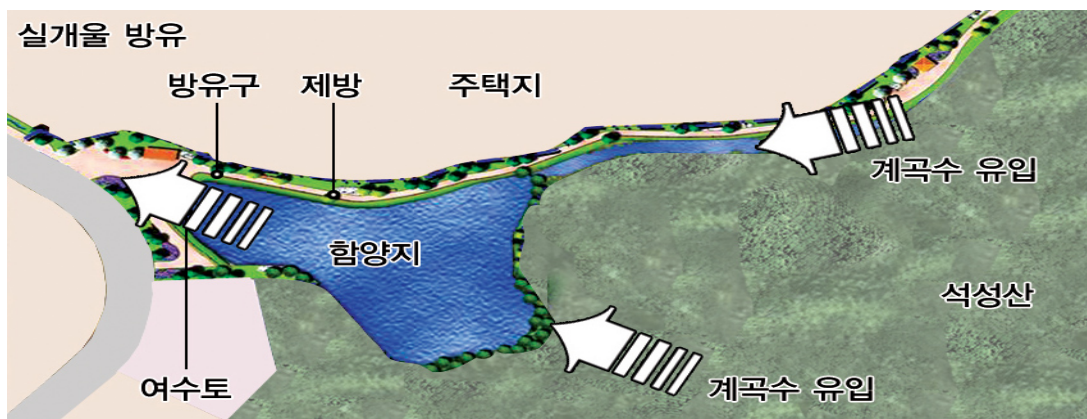 실개울 방유
방유구
제방
주택지
계곡수 유입
함양지
석성산
여수토
계곡수 유입